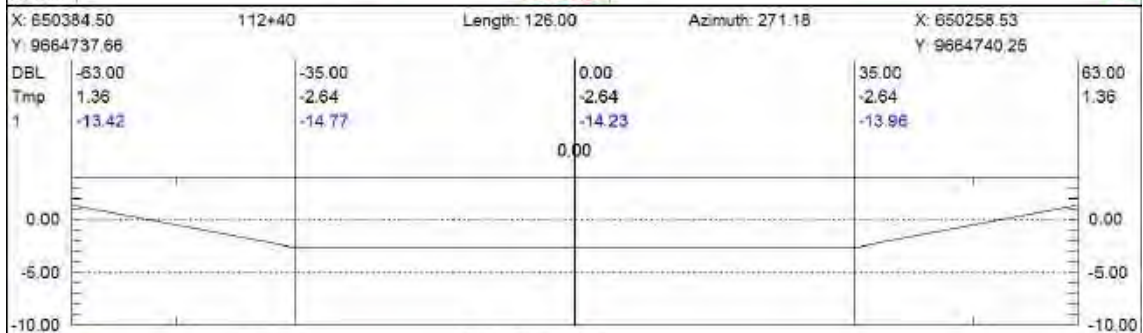 X: 650384.50 112+40 Length: 126.00 Azimuth: 271.18 X: 650258.53
Y: 9664737.66 Y: 9664740.25
DBL -63.00 -35.00 0.00 35.00 63.00
Tmp 1.36 -2.64 -2.64 -2.64 1.36
1 -13.42 -14.77 -14.23 -13.96
0.00
0.00 0.00
-5.00 -5.00
-10.00 -10.00